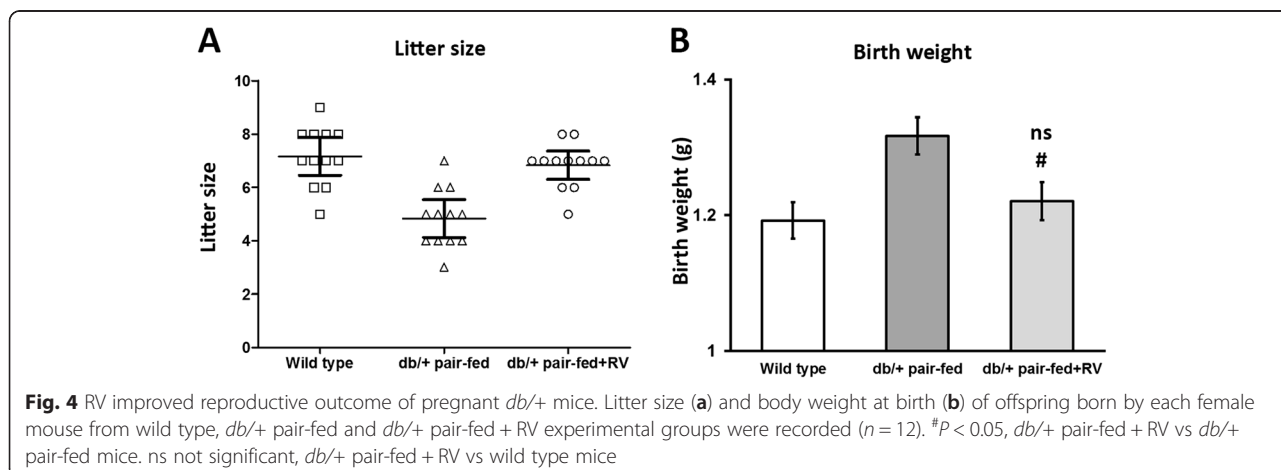 A
Litter size
Litter size
10
8
6
4
2
0
Wild type
db/+ pair-fed
db/+ pair-fed+RV
B
Birth weight
Birth weight (g)
1.4
1.2
1
ns
#
Wild type
db/+ pair-fed
db/+ pair-fed+RV
Fig. 4 RV improved reproductive outcome of pregnant db/+ mice. Litter size (a) and body weight at birth (b) of offspring born by each female
mouse from wild type, db/+ pair-fed and db/+ pair-fed + RV experimental groups were recorded (n = 12). #P < 0.05, db/+ pair-fed + RV vs db/+
pair-fed mice. ns not significant, db/+ pair-fed + RV vs wild type mice